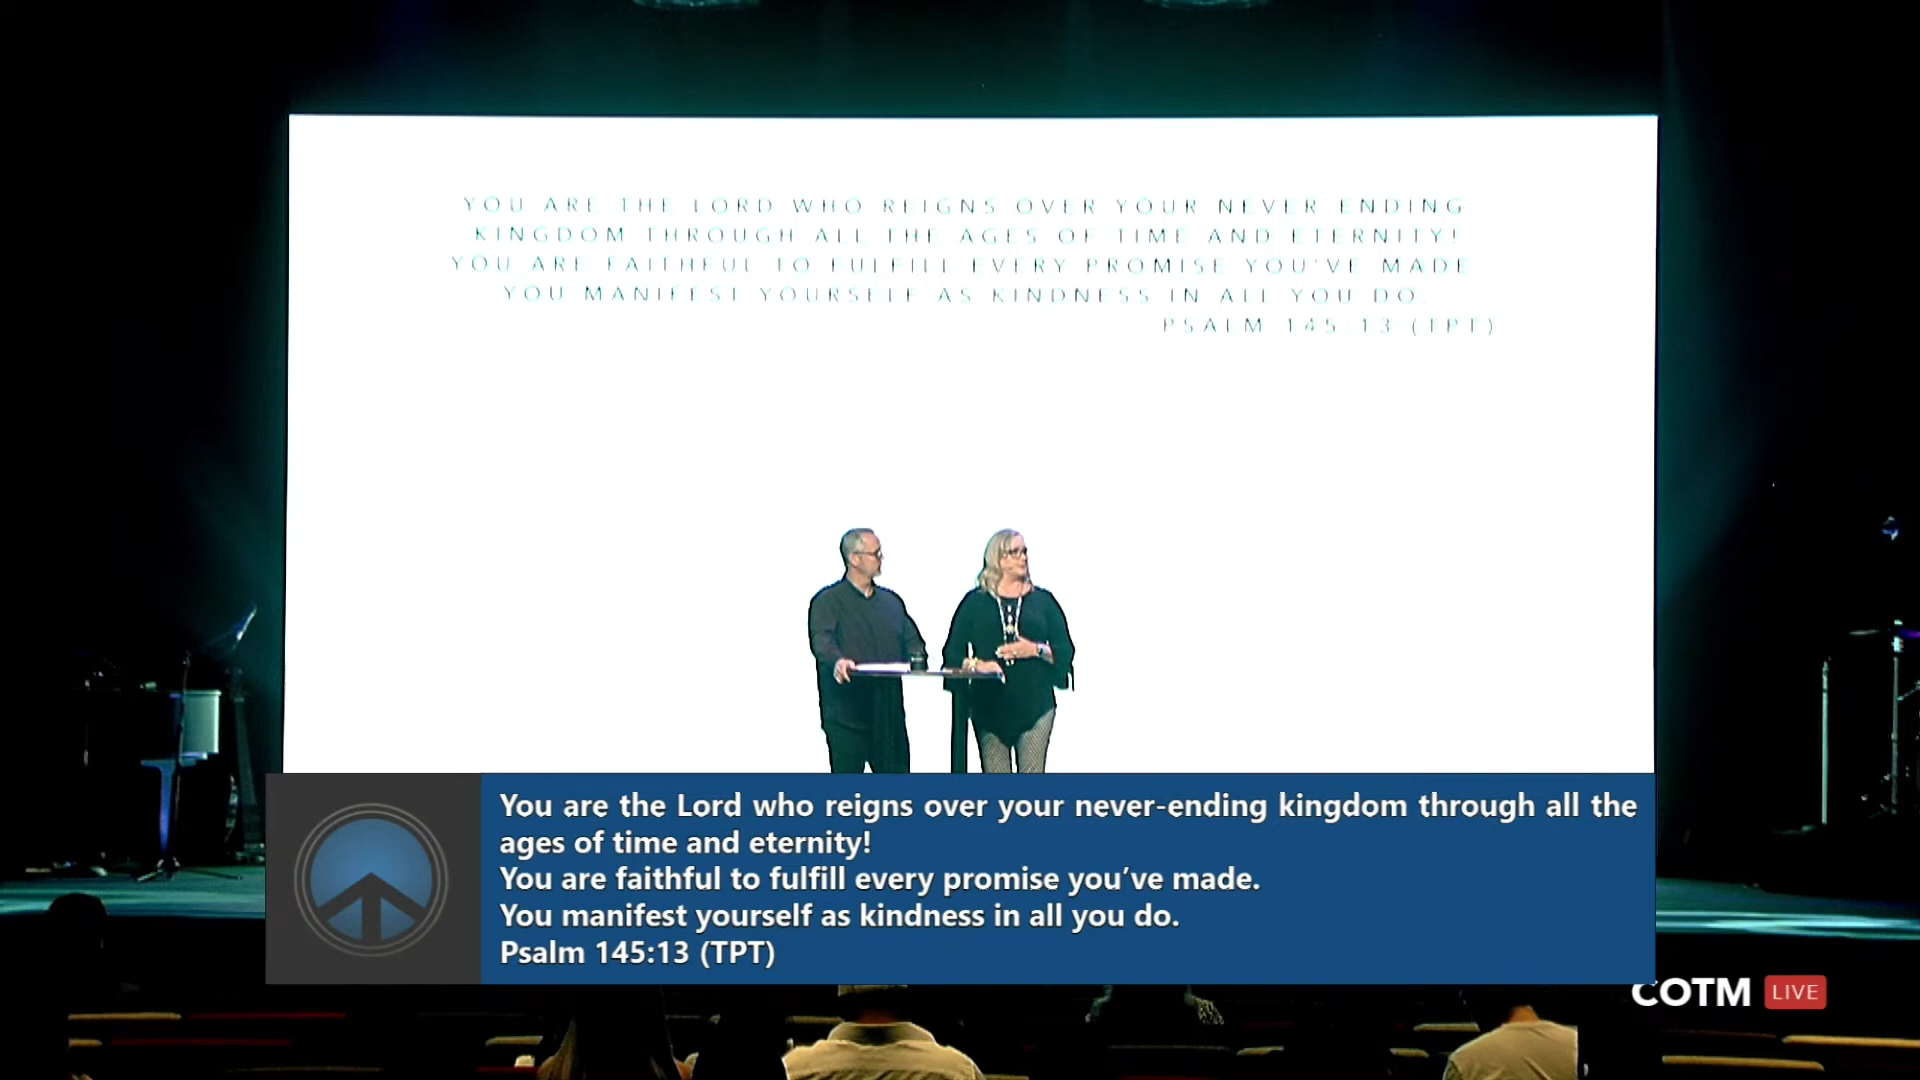 YOU ARE THE LORD WHO REIGNS OVER YOUR NEVER ENDING
KINGDOM THROUGH ALL THE AGES OF TIME AND ETERNITY!
YOU ARE FAITHFUL TO FULFILL EVERY PROMISE YOU'VE MADE
YOU MANIFEST YOURSELF AS KINDNESS IN ALL YOU DO.
PSALM 145:13 (TPT)
You are the Lord who reigns over your never-ending kingdom through all the
ages of time and eternity!
You are faithful to fulfill every promise you’ve made.
You manifest yourself as kindness in all you do.
Psalm 145:13 (TPT)
COTM LIVE